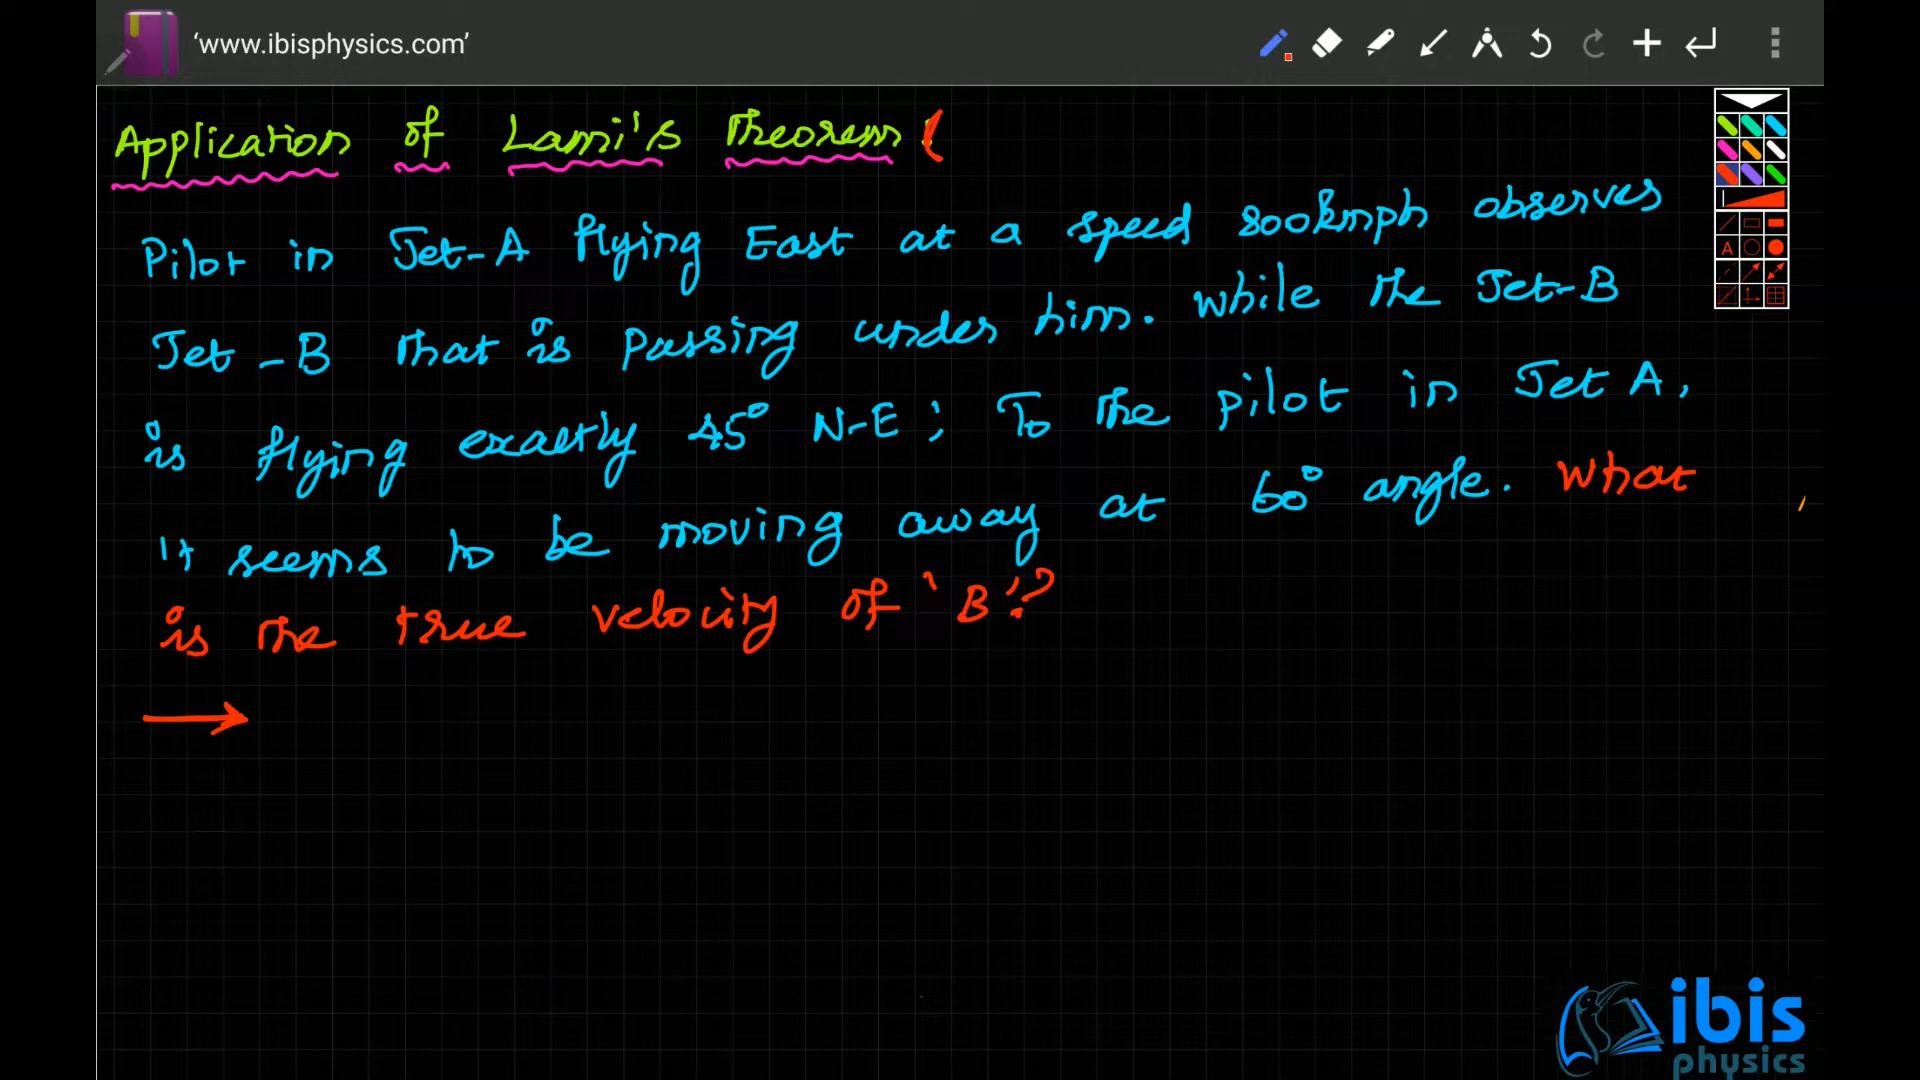 'www.ibisphysics.com'
Application of Lami's Theorem :(
Pilot in Jet-A flying East at a speed 800kmph observes
Jet-B that is passing under him. While the Jet-B
is flying exactly 45° N-E; To the pilot in Jet A,
it seems to be moving away at 60° angle. What
is the true velocity of 'B'?
ibis
physics